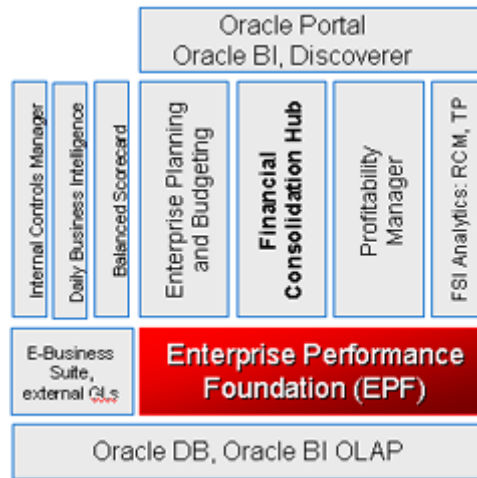 Oracle Portal
Oracle BI, Discoverer
Internal Controls Manager
Daily Business Intelligence
Balanced Scorecard
Enterprise Planning
and Budgeting
Financial
Consolidation Hub
Profitability
Manager
FSI Analytics: RCM, TP
E-Business
Suite,
external GLs
Enterprise Performance
Foundation (EPF)
Oracle DB, Oracle BI OLAP